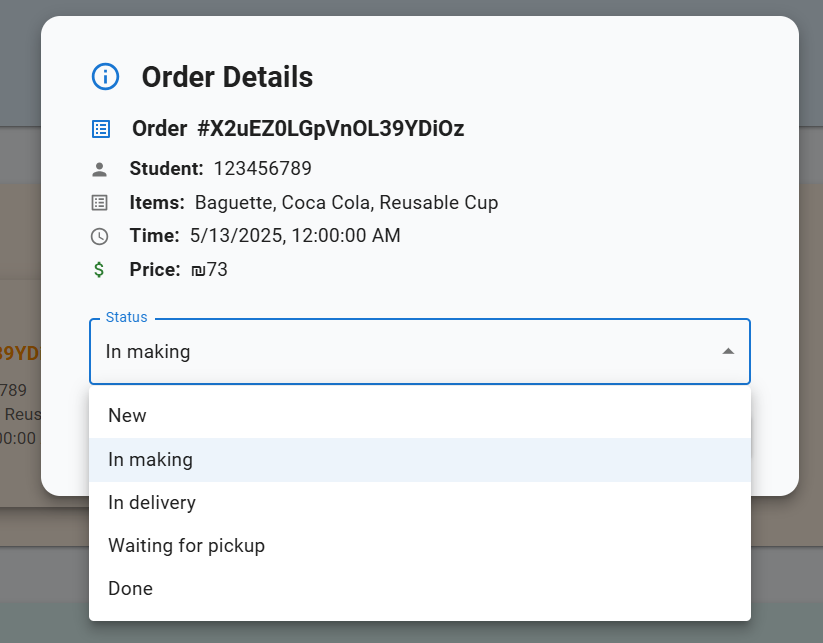 Order Details
Order #X2uEZ0LGpVnOL39YDiOz
Student: 123456789
Items: Baguette, Coca Cola, Reusable Cup
Time: 5/13/2025, 12:00:00 AM
Price: ₪73
Status
In making
39YD
789
Reus
00:00
New
In making
In delivery
Waiting for pickup
Done